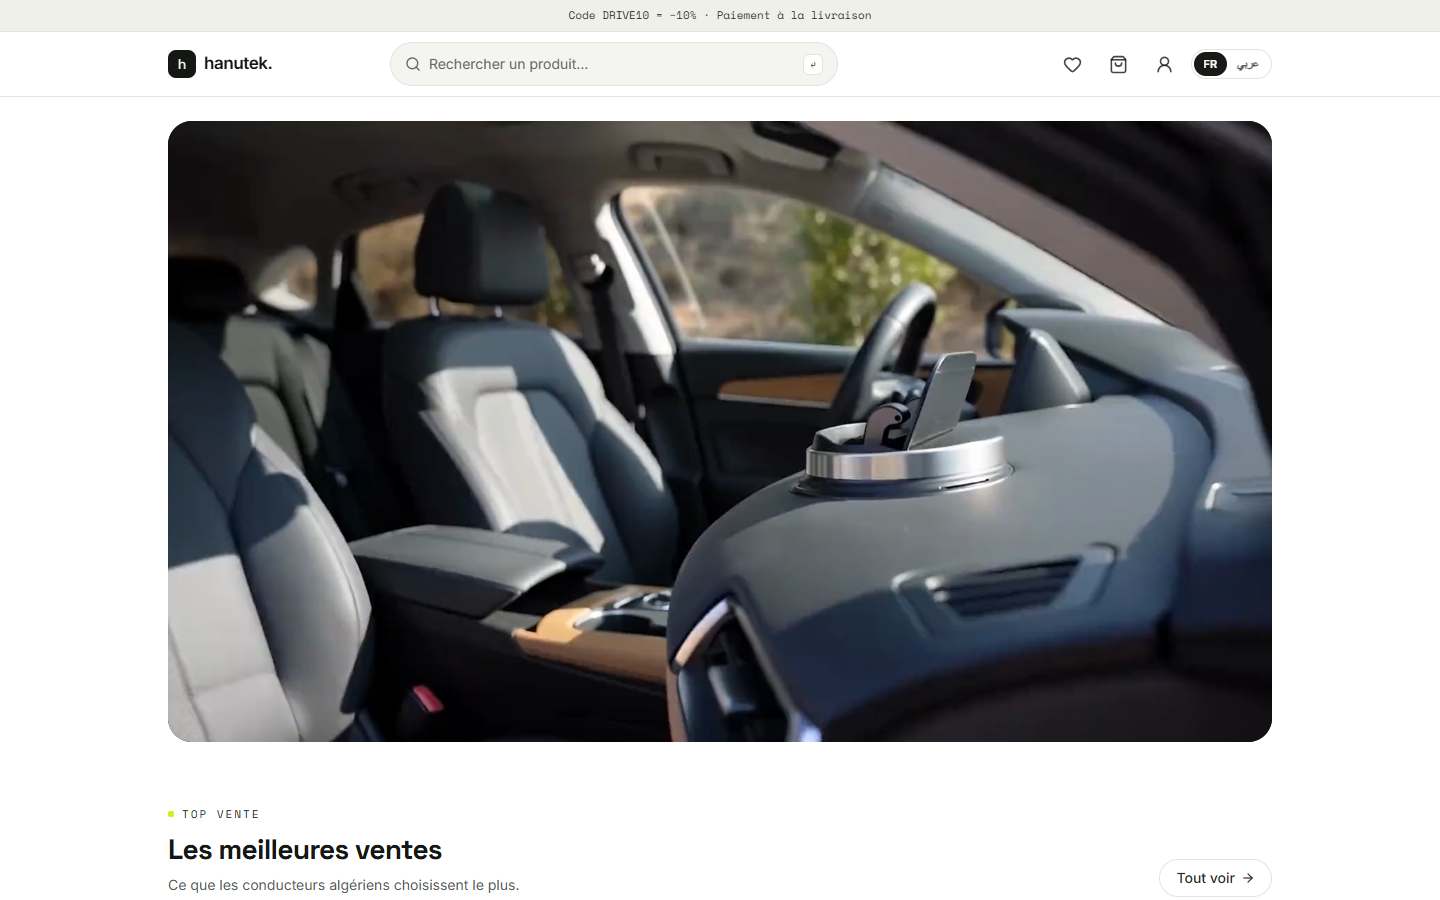 Code DRIVE10 = -10% · Paiement à la livraison
h hanutek.
Rechercher un produit...
FR عربي
TOP VENTE
Les meilleures ventes
Ce que les conducteurs algériens choisissent le plus.
Tout voir →